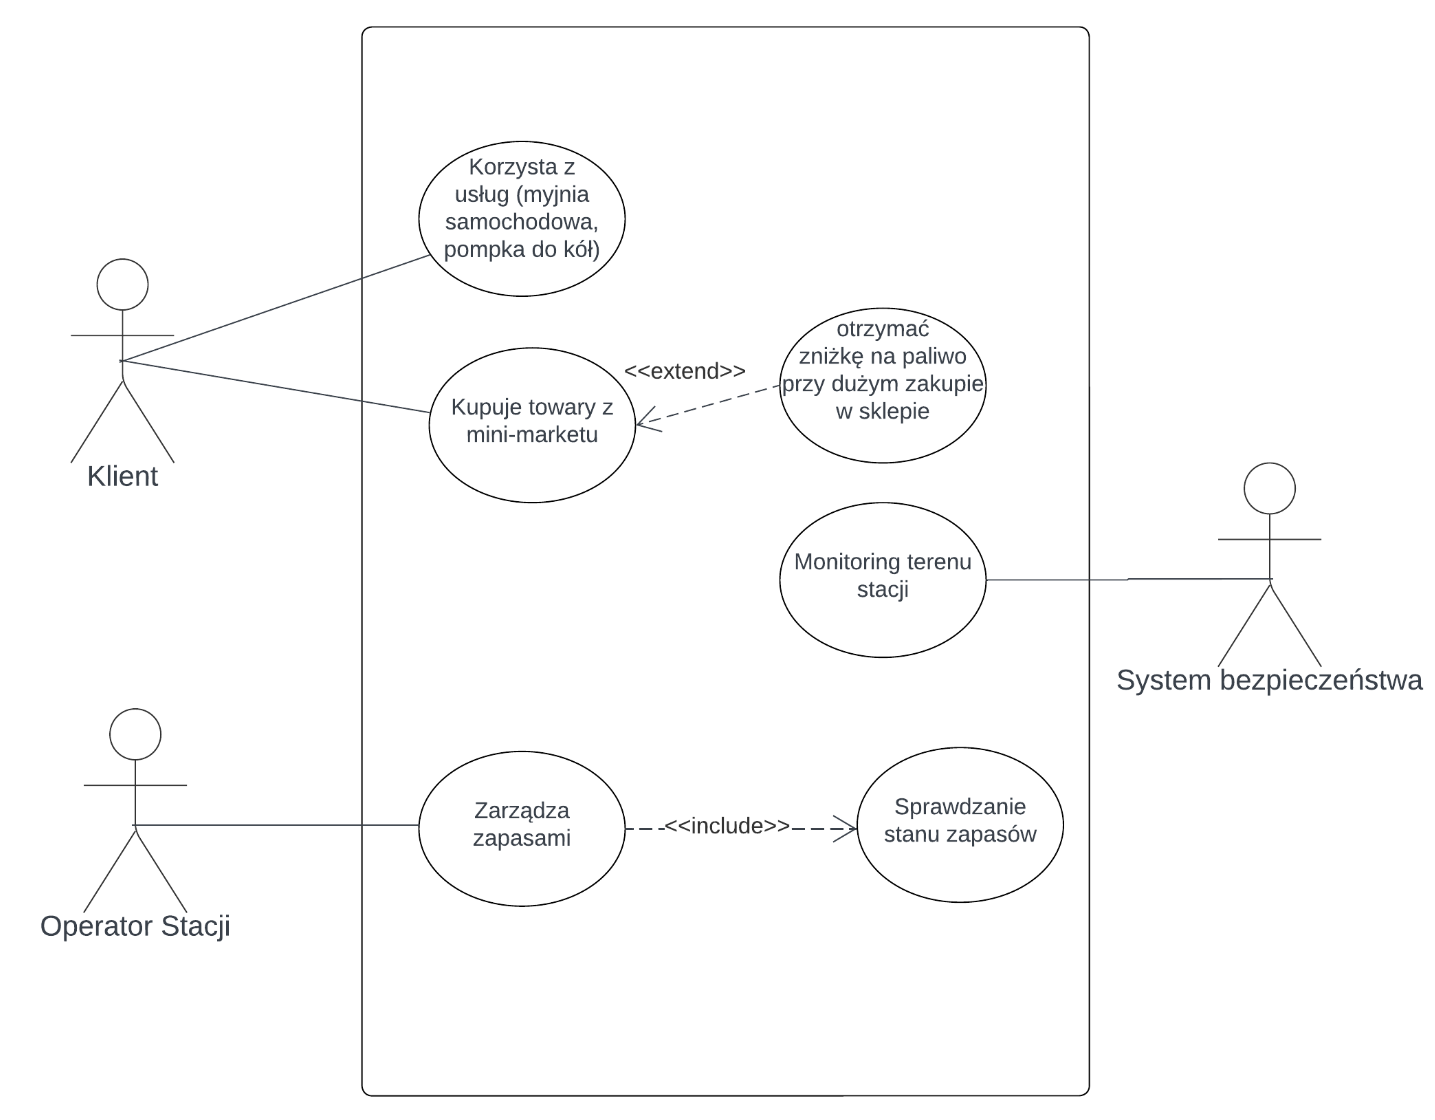 Korzysta z
usług (myjnia
samochodowa,
pompka do kół)
Klient
<<extend>>
otrzymać
zniżkę na paliwo
przy dużym zakupie
w sklepie
Kupuje towary z
mini-marketu
Monitoring terenu
stacji
System bezpieczeństwa
Operator Stacji
Zarządza
zapasami
<<include>>
Sprawdzanie
stanu zapasów